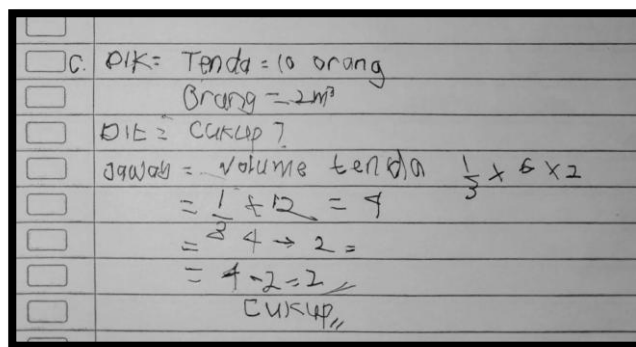 C. DIK = Tenda = 10 orang
Brang = 2m³
DIt = Cukup ?
Jawab = volume tenda 1/3 × 6 × 2
= 1/3 × 12 = 4
= 4 → 2 =
= 4 - 2 = 2 //
Cukup //